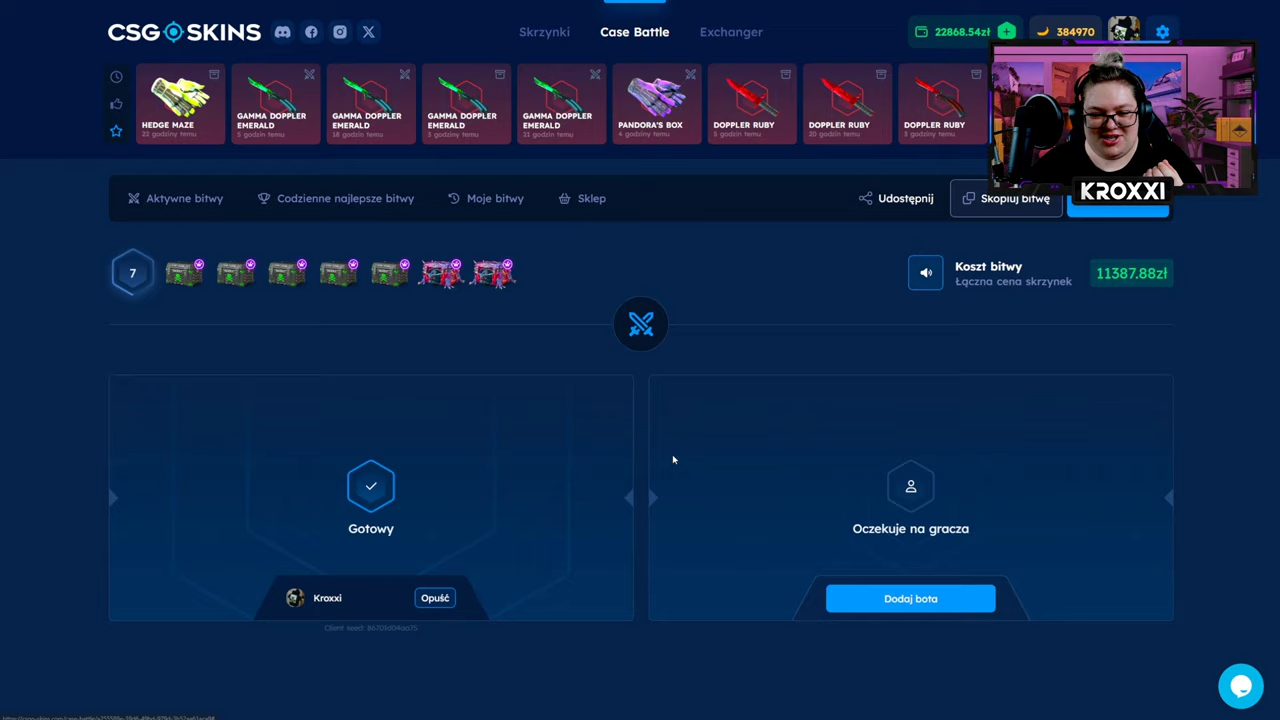 CSGO SKINS
Skrzynki
Case Battle
Exchanger
22868.54zł
384970
HEDGE MAZE
22 godziny temu
GAMMA DOPPLER EMERALD
5 godzin temu
GAMMA DOPPLER EMERALD
18 godzin temu
GAMMA DOPPLER EMERALD
3 godziny temu
GAMMA DOPPLER EMERALD
21 godzin temu
PANDORA'S BOX
4 godziny temu
DOPPLER RUBY
5 godzin temu
DOPPLER RUBY
20 godzin temu
DOPPLER RUBY
3 godziny temu
KROXXI
Aktywne bitwy
Codzienne najlepsze bitwy
Moje bitwy
Sklep
Udostępnij
Skopiuj bitwę
7
Koszt bitwy
Łączna cena skrzynek
11387.88zł
Gotowy
Oczekuje na gracza
Kroxxi
Opuść
Dodaj bota
Client seed: 86701d04aa75